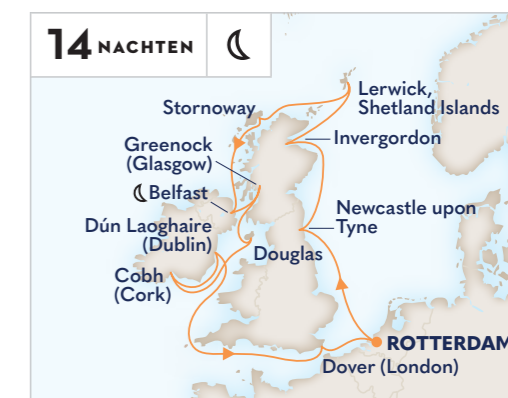 14 NACHTEN
Lerwick,
Shetland Islands
Stornoway
Invergordon
Greenock
(Glasgow)
Belfast
Newcastle upon
Tyne
Dún Laoghaire
(Dublin)
Douglas
Cobh
(Cork)
ROTTERDAM
Dover (London)